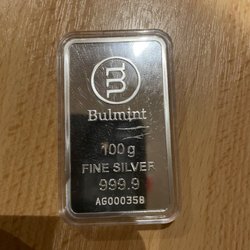 Bulmint
100 g
FINE SILVER
999.9
AG000358